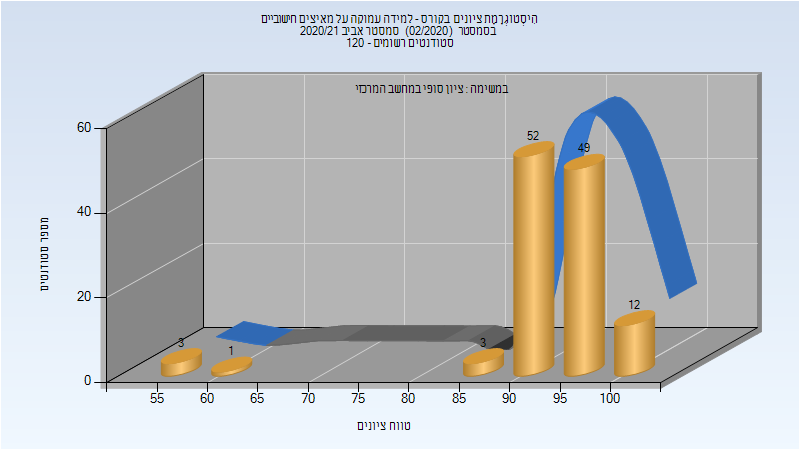 היסטוגרמת ציונים בקורס - למידה עמוקה על מאיצים חישוביים
בסמסטר (02/2020) סמסטר אביב 2020/21
סטודנטים רשומים - 120
במשימה : ציון סופי במחשב המרכזי
מספר סטודנטים
60
40
20
0
3
1
3
52
49
12
55 60 65 70 75 80 85 90 95 100
טווח ציונים